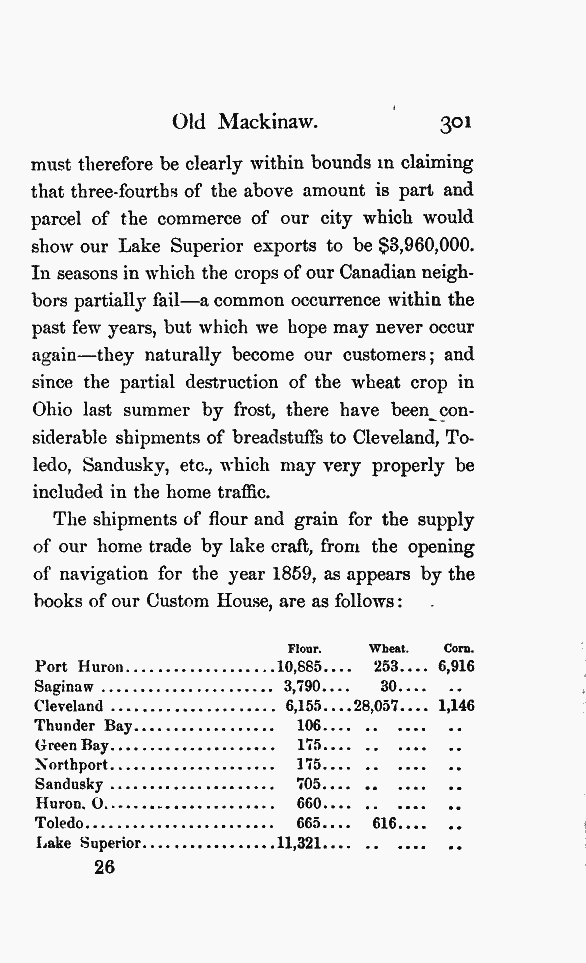 Old Mackinaw. 301
must therefore be clearly within bounds in claiming
that three-fourths of the above amount is part and
parcel of the commerce of our city which would
show our Lake Superior exports to be $3,960,000.
In seasons in which the crops of our Canadian neigh-
bors partially fail—a common occurrence within the
past few years, but which we hope may never occur
again—they naturally become our customers; and
since the partial destruction of the wheat crop in
Ohio last summer by frost, there have been con-
siderable shipments of breadstuffs to Cleveland, To-
ledo, Sandusky, etc., which may very properly be
included in the home traffic.
The shipments of flour and grain for the supply
of our home trade by lake craft, from the opening
of navigation for the year 1859, as appears by the
books of our Custom House, are as follows:
Flour. Wheat. Corn.
Port Huron...................10,885.... 253.... 6,916
Saginaw ...................... 3,790.... 30.... ..
Cleveland ..................... 6,155....28,057.... 1,146
Thunder Bay.................. 106.... .. .... ..
Green Bay..................... 175.... .. .... ..
Northport..................... 175.... .. .... ..
Sandusky ..................... 705.... .. .... ..
Huron, O...................... 660.... .. .... ..
Toledo........................ 665.... 616.... ..
Lake Superior.................11,321.... .. .... ..
26